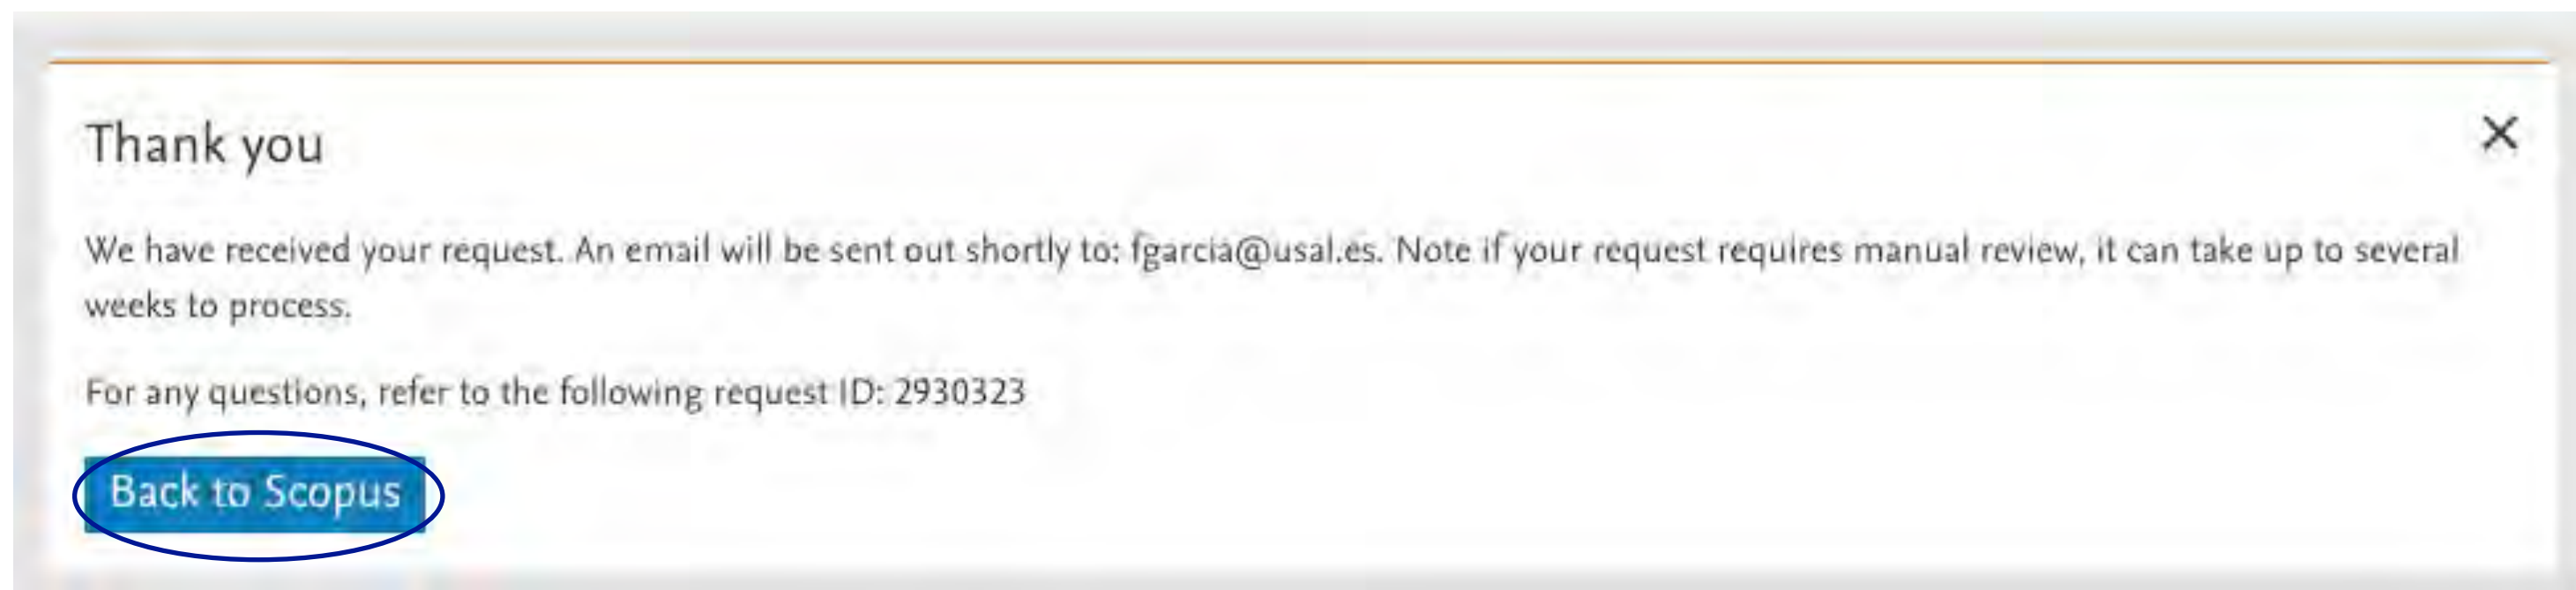 Thank you
We have received your request. An email will be sent out shortly to: fgarcia@usal.es. Note if your request requires manual review, it can take up to several
weeks to process.
For any questions, refer to the following request ID: 2930323
Back to Scopus